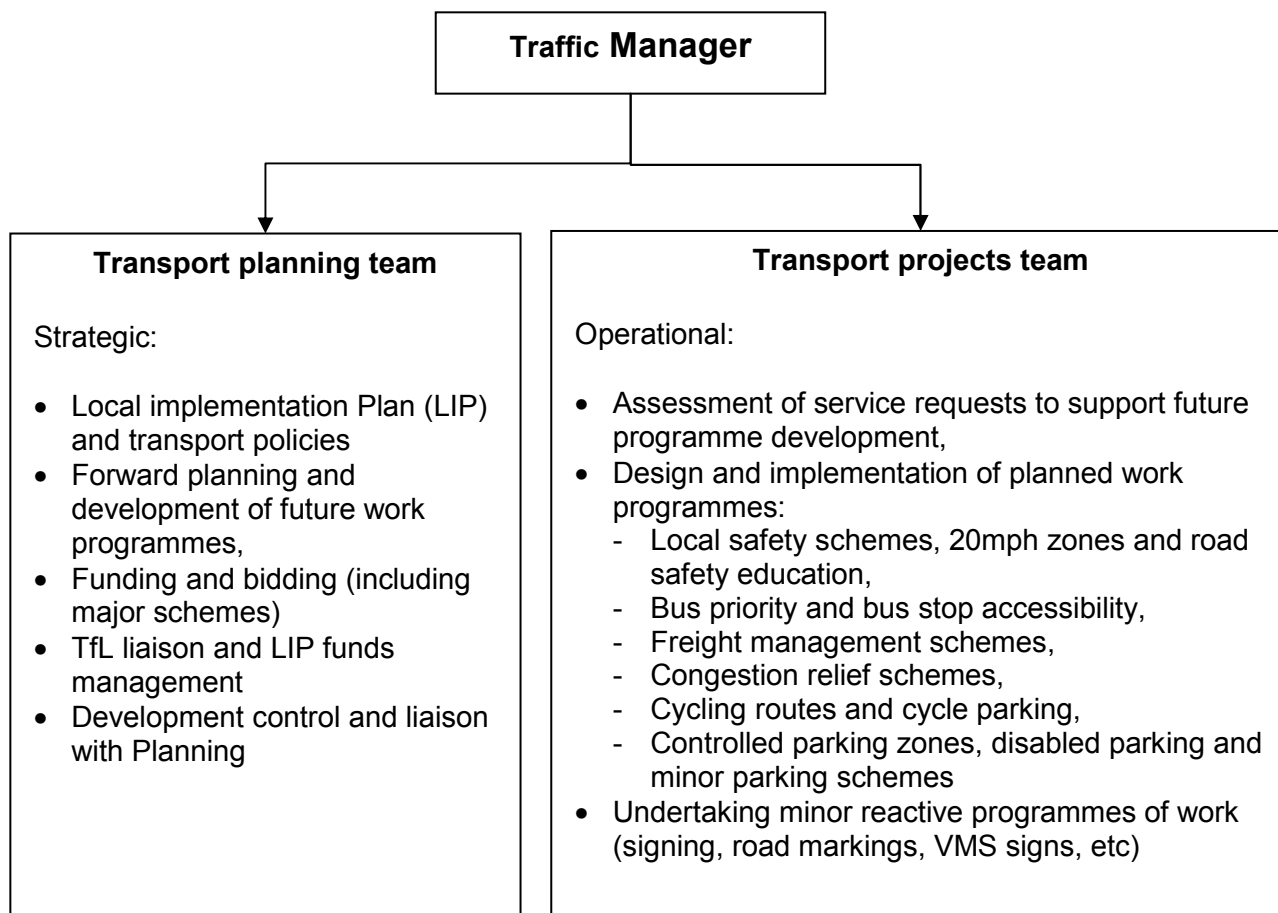 Traffic Manager
Transport planning team
Strategic:
• Local implementation Plan (LIP)
and transport policies
• Forward planning and
development of future work
programmes,
• Funding and bidding (including
major schemes)
• TfL liaison and LIP funds
management
• Development control and liaison
with Planning
Transport projects team
Operational:
• Assessment of service requests to support future
programme development,
• Design and implementation of planned work
programmes:
- Local safety schemes, 20mph zones and road
safety education,
- Bus priority and bus stop accessibility,
- Freight management schemes,
- Congestion relief schemes,
- Cycling routes and cycle parking,
- Controlled parking zones, disabled parking and
minor parking schemes
• Undertaking minor reactive programmes of work
(signing, road markings, VMS signs, etc)